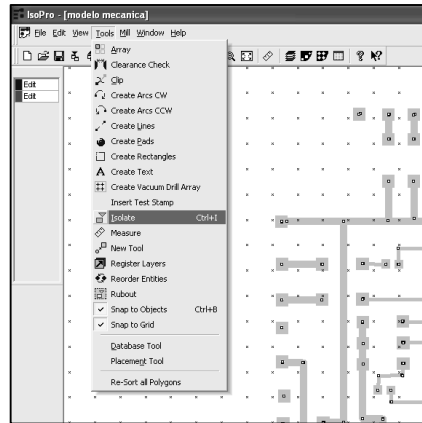 IsoPro - [modelo mecanica]
File Edit View Tools Mill Window Help
Edit
Edit
Array
Clearance Check
Clip
Create Arcs CW
Create Arcs CCW
Create Lines
Create Pads
Create Rectangles
Create Text
Create Vacuum Drill Array
Insert Test Stamp
Isolate Ctrl+I
Measure
New Tool
Register Layers
Reorder Entities
Rubout
Snap to Objects Ctrl+B
Snap to Grid
Database Tool
Placement Tool
Re-Sort all Polygons